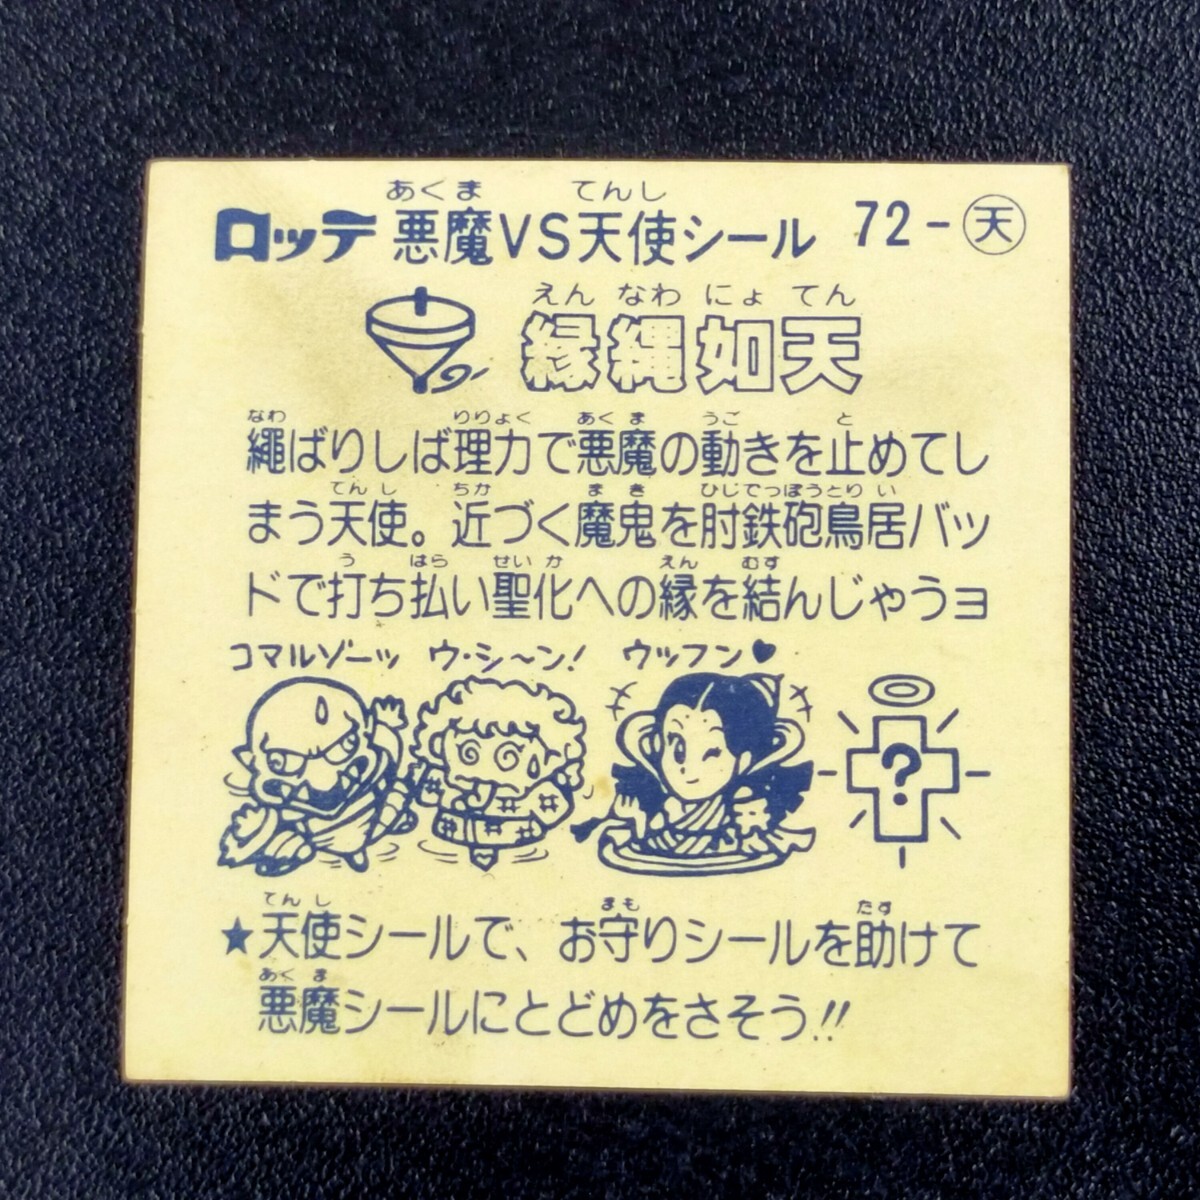 ロッテ 悪魔VS天使シール 72-天
あくま てんし
えんなわにょてん
縁縄如天
なわ りりょく あくま うご と
繩ばりしば理力で悪魔の動きを止めてし
てんし ちか まき ひじでっぽうとりい
まう天使。近づく魔鬼を肘鉄砲鳥居バッ
う はら せいか えん むす
ドで打ち払い聖化への縁を結んじゃうョ
コマルゾーッ ウ・シ〜ン! ウッフン♥
?
てんし まも たす
★天使シールで、お守りシールを助けて
あくま
悪魔シールにとどめをさそう!!